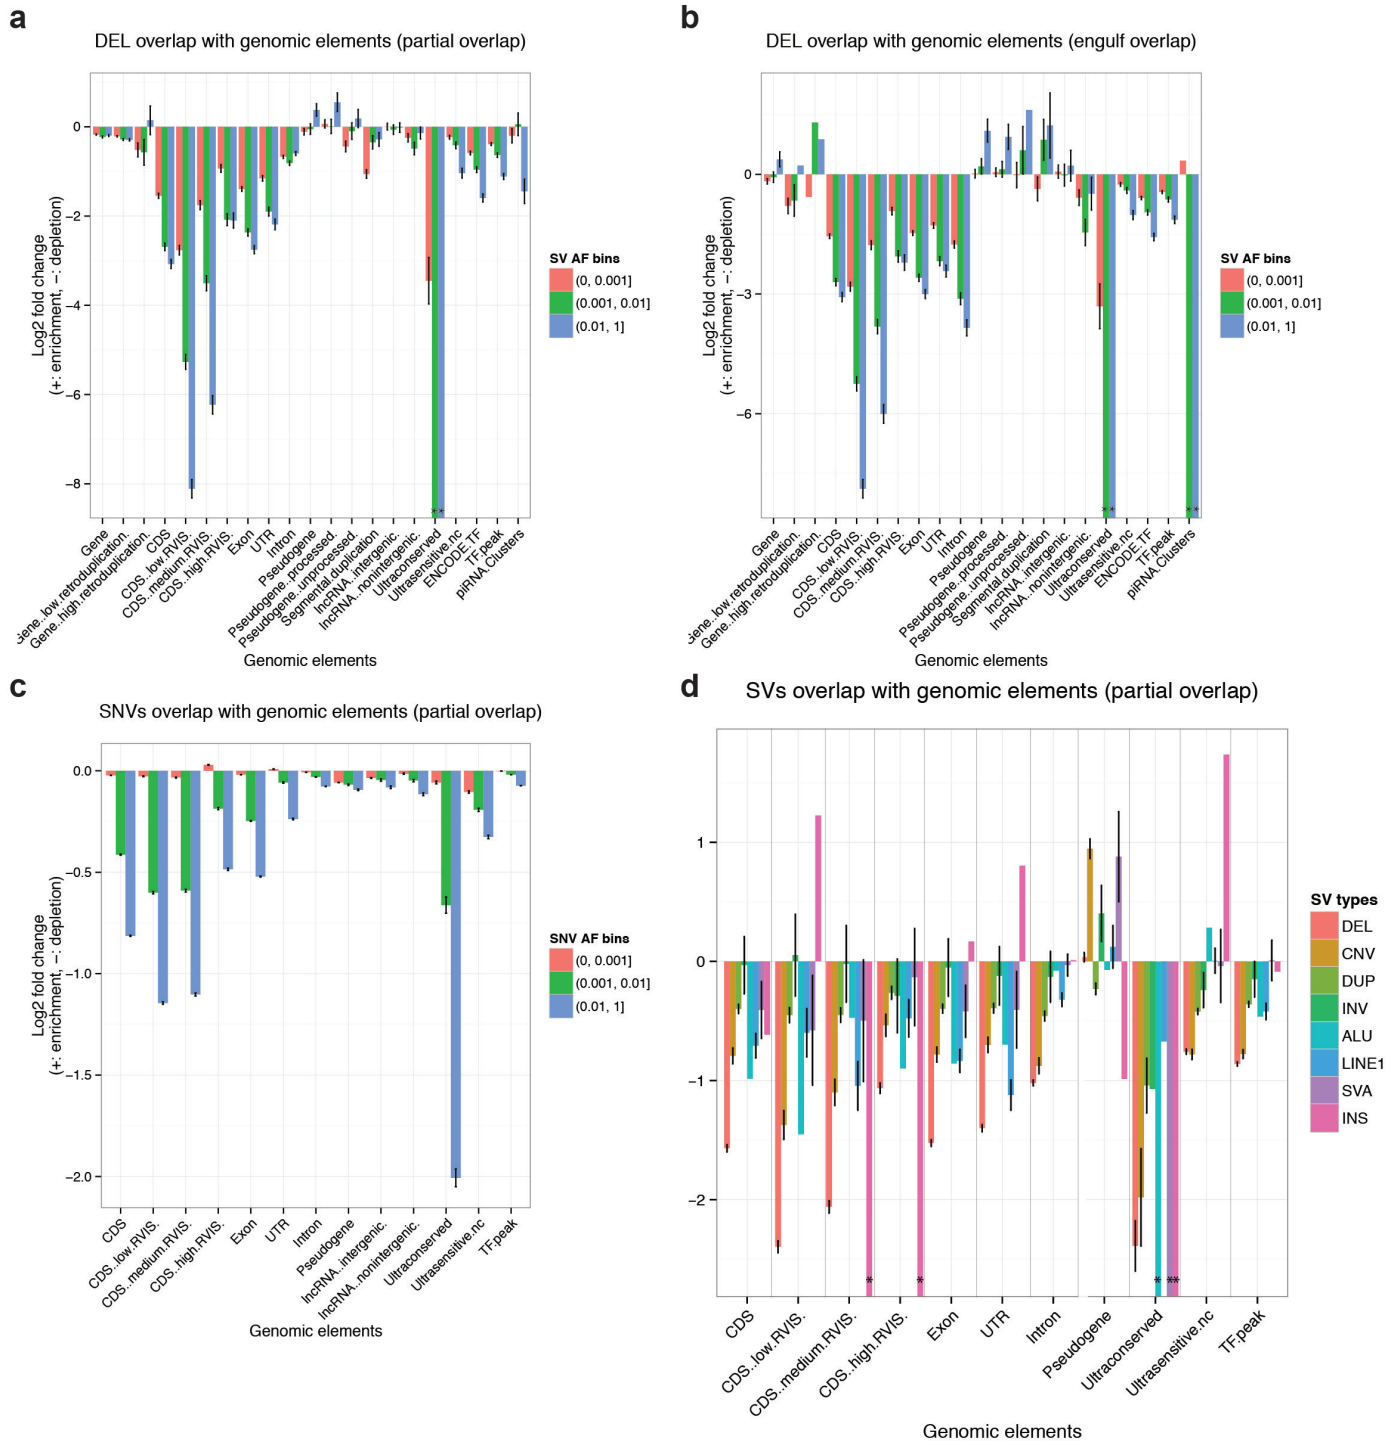 a
DEL overlap with genomic elements (partial overlap)
Log2 fold change
(+: enrichment, −: depletion)
0
−2
−4
−6
−8
Gene
Gene..low.retroduplication.
Gene..high.retroduplication.
CDS
CDS..low.RVIS.
CDS..medium.RVIS.
CDS..high.RVIS.
Exon
UTR
Intron
Pseudogene
Pseudogene..processed.
Pseudogene..unprocessed.
Segmental.duplication
lncRNA..intergenic.
lncRNA..nonintergenic.
Ultraconserved
Ultrasensitive.nc
ENCODE.TF
TF.peak
piRNA.Clusters
* *
Genomic elements
SV AF bins
(0, 0.001]
(0.001, 0.01]
(0.01, 1]
b
DEL overlap with genomic elements (engulf overlap)
Log2 fold change
(+: enrichment, −: depletion)
0
−3
−6
Gene
Gene..low.retroduplication.
Gene..high.retroduplication.
CDS
CDS..low.RVIS.
CDS..medium.RVIS.
CDS..high.RVIS.
Exon
UTR
Intron
Pseudogene
Pseudogene..processed.
Pseudogene..unprocessed.
Segmental.duplication
lncRNA..intergenic.
lncRNA..nonintergenic.
Ultraconserved
Ultrasensitive.nc
ENCODE.TF
TF.peak
piRNA.Clusters
* * * *
Genomic elements
SV AF bins
(0, 0.001]
(0.001, 0.01]
(0.01, 1]
c
SNVs overlap with genomic elements (partial overlap)
Log2 fold change
(+: enrichment, −: depletion)
0.0
−0.5
−1.0
−1.5
−2.0
CDS
CDS..low.RVIS.
CDS..medium.RVIS.
CDS..high.RVIS.
Exon
UTR
Intron
Pseudogene
lncRNA..intergenic.
lncRNA..nonintergenic.
Ultraconserved
Ultrasensitive.nc
TF.peak
Genomic elements
SNV AF bins
(0, 0.001]
(0.001, 0.01]
(0.01, 1]
d
SVs overlap with genomic elements (partial overlap)
1
0
−1
−2
* * * **
CDS
CDS..low.RVIS.
CDS..medium.RVIS.
CDS..high.RVIS.
Exon
UTR
Intron
Pseudogene
Ultraconserved
Ultrasensitive.nc
TF.peak
Genomic elements
SV types
DEL
CNV
DUP
INV
ALU
LINE1
SVA
INS